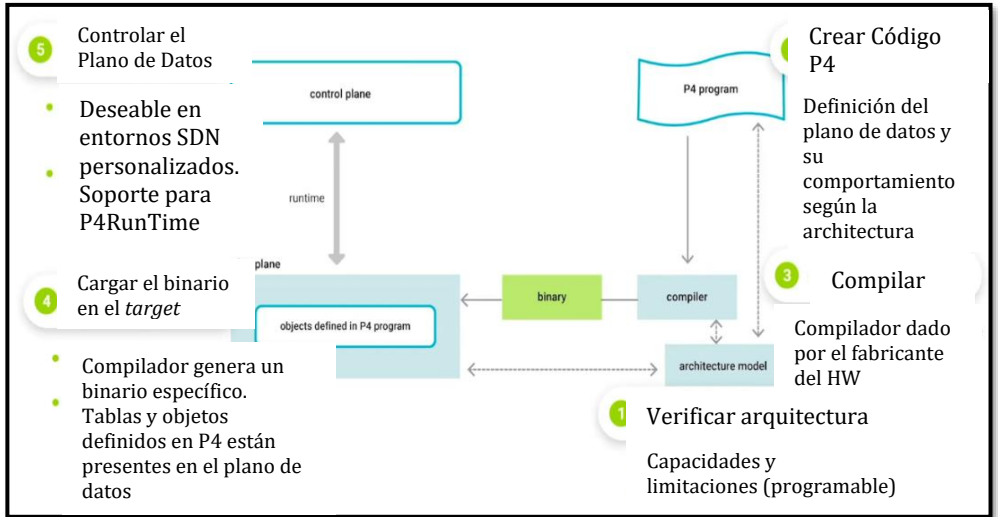 5
Controlar el
Plano de Datos
Deseable en
entornos SDN
personalizados.
Soporte para
P4RunTime
control plane
runtime
plane
4
Cargar el binario
en el target
objects defined in P4 program
Compilador genera un
binario específico.
Tablas y objetos
definidos en P4 están
presentes en el plano de
datos
binary
compiler
architecture model
P4 program
Crear Código
P4
Definición del
plano de datos y
su
comportamiento
según la
architectura
3
Compilar
Compilador dado
por el fabricante
del HW
1
Verificar arquitectura
Capacidades y
limitaciones (programable)